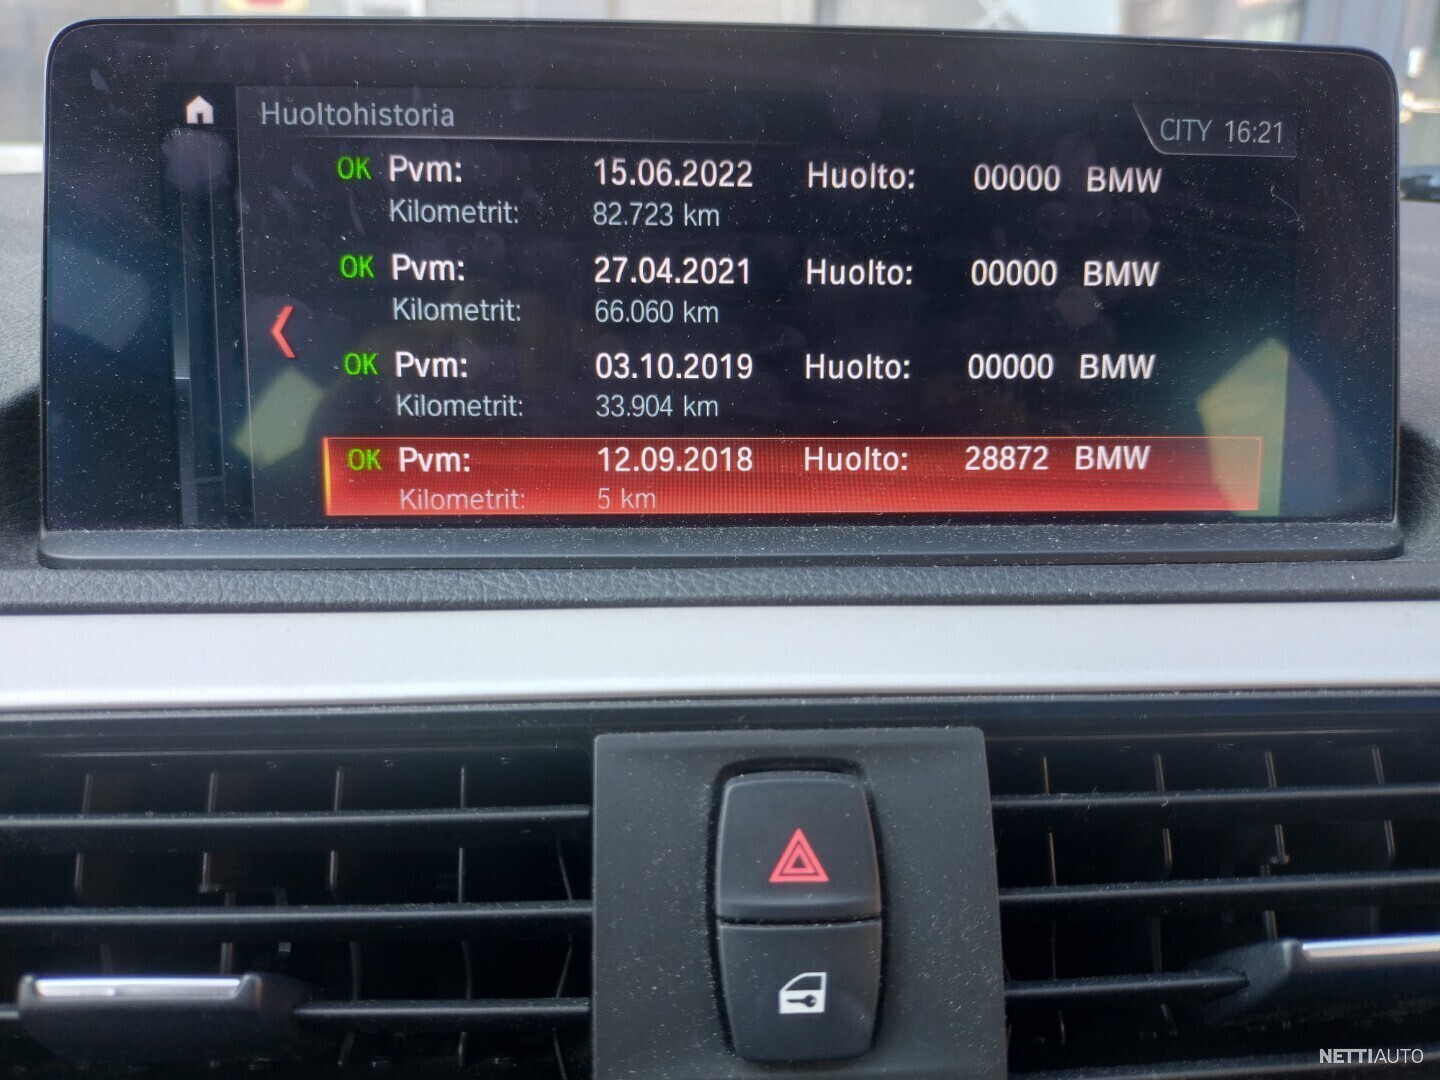 Huoltohistoria
CITY 16:21
OK Pvm: 15.06.2022 Huolto: 00000 BMW
Kilometrit: 82.723 km
OK Pvm: 27.04.2021 Huolto: 00000 BMW
Kilometrit: 66.060 km
OK Pvm: 03.10.2019 Huolto: 00000 BMW
Kilometrit: 33.904 km
OK Pvm: 12.09.2018 Huolto: 28872 BMW
Kilometrit: 5 km
NETTIAUTO